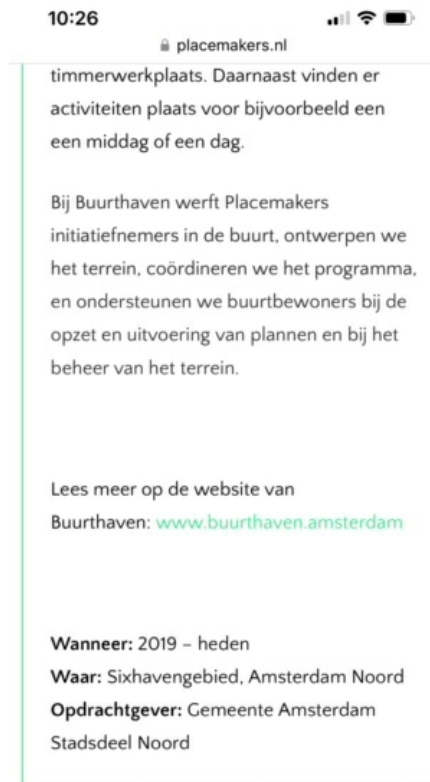 10:26
placemakers.nl
timmerwerkplaats. Daarnaast vinden er
activiteiten plaats voor bijvoorbeeld een
een middag of een dag.
Bij Buurthaven werft Placemakers
initiatiefnemers in de buurt, ontwerpen we
het terrein, coördineren we het programma,
en ondersteunen we buurtbewoners bij de
opzet en uitvoering van plannen en bij het
beheer van het terrein.
Lees meer op de website van
Buurthaven: www.buurthaven.amsterdam
Wanneer: 2019 – heden
Waar: Sixhavengebied, Amsterdam Noord
Opdrachtgever: Gemeente Amsterdam
Stadsdeel Noord